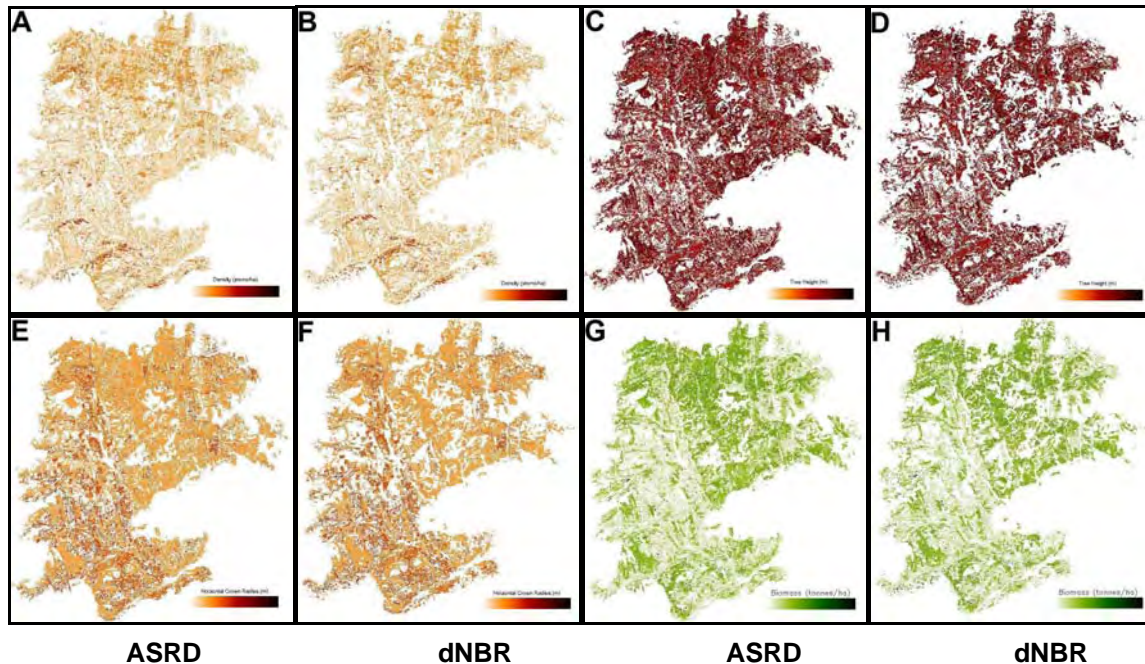 A
B
C
D
Density (stems/ha)
Density (stems/ha)
Tree Height (m)
Tree Height (m)
E
F
G
H
Horizontal Crown Radius (m)
Horizontal Crown Radius (m)
Biomass (tonnes/ha)
Biomass (tonnes/ha)
ASRD
dNBR
ASRD
dNBR